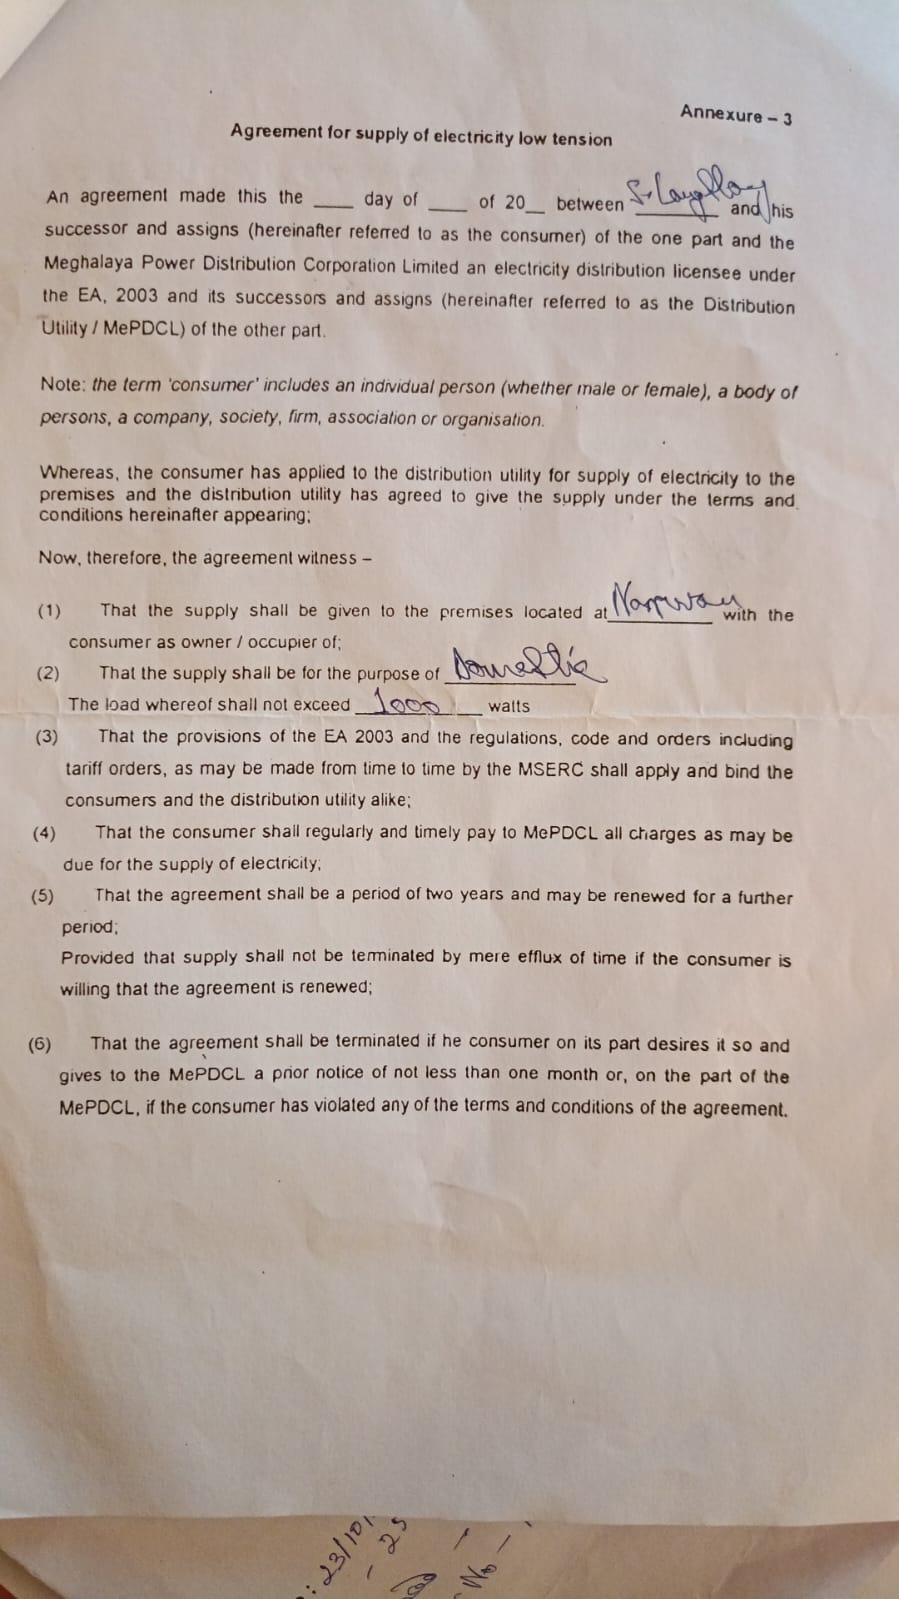 Annexure – 3
Agreement for supply of electricity low tension
An agreement made this the ___ day of ___ of 20__ between S. and his
successor and assigns (hereinafter referred to as the consumer) of the one part and the
Meghalaya Power Distribution Corporation Limited an electricity distribution licensee under
the EA, 2003 and its successors and assigns (hereinafter referred to as the Distribution
Utility / MePDCL) of the other part.
Note: the term 'consumer' includes an individual person (whether male or female), a body of
persons, a company, society, firm, association or organisation.
Whereas, the consumer has applied to the distribution utility for supply of electricity to the
premises and the distribution utility has agreed to give the supply under the terms and
conditions hereinafter appearing;
Now, therefore, the agreement witness –
(1) That the supply shall be given to the premises located at with the
consumer as owner / occupier of;
(2) That the supply shall be for the purpose of Domestic
The load whereof shall not exceed 1000 watts
(3) That the provisions of the EA 2003 and the regulations, code and orders including
tariff orders, as may be made from time to time by the MSERC shall apply and bind the
consumers and the distribution utility alike;
(4) That the consumer shall regularly and timely pay to MePDCL all charges as may be
due for the supply of electricity;
(5) That the agreement shall be a period of two years and may be renewed for a further
period;
Provided that supply shall not be terminated by mere efflux of time if the consumer is
willing that the agreement is renewed;
(6) That the agreement shall be terminated if he consumer on its part desires it so and
gives to the MePDCL a prior notice of not less than one month or, on the part of the
MePDCL, if the consumer has violated any of the terms and conditions of the agreement.
: 23/10/
- 25
No -